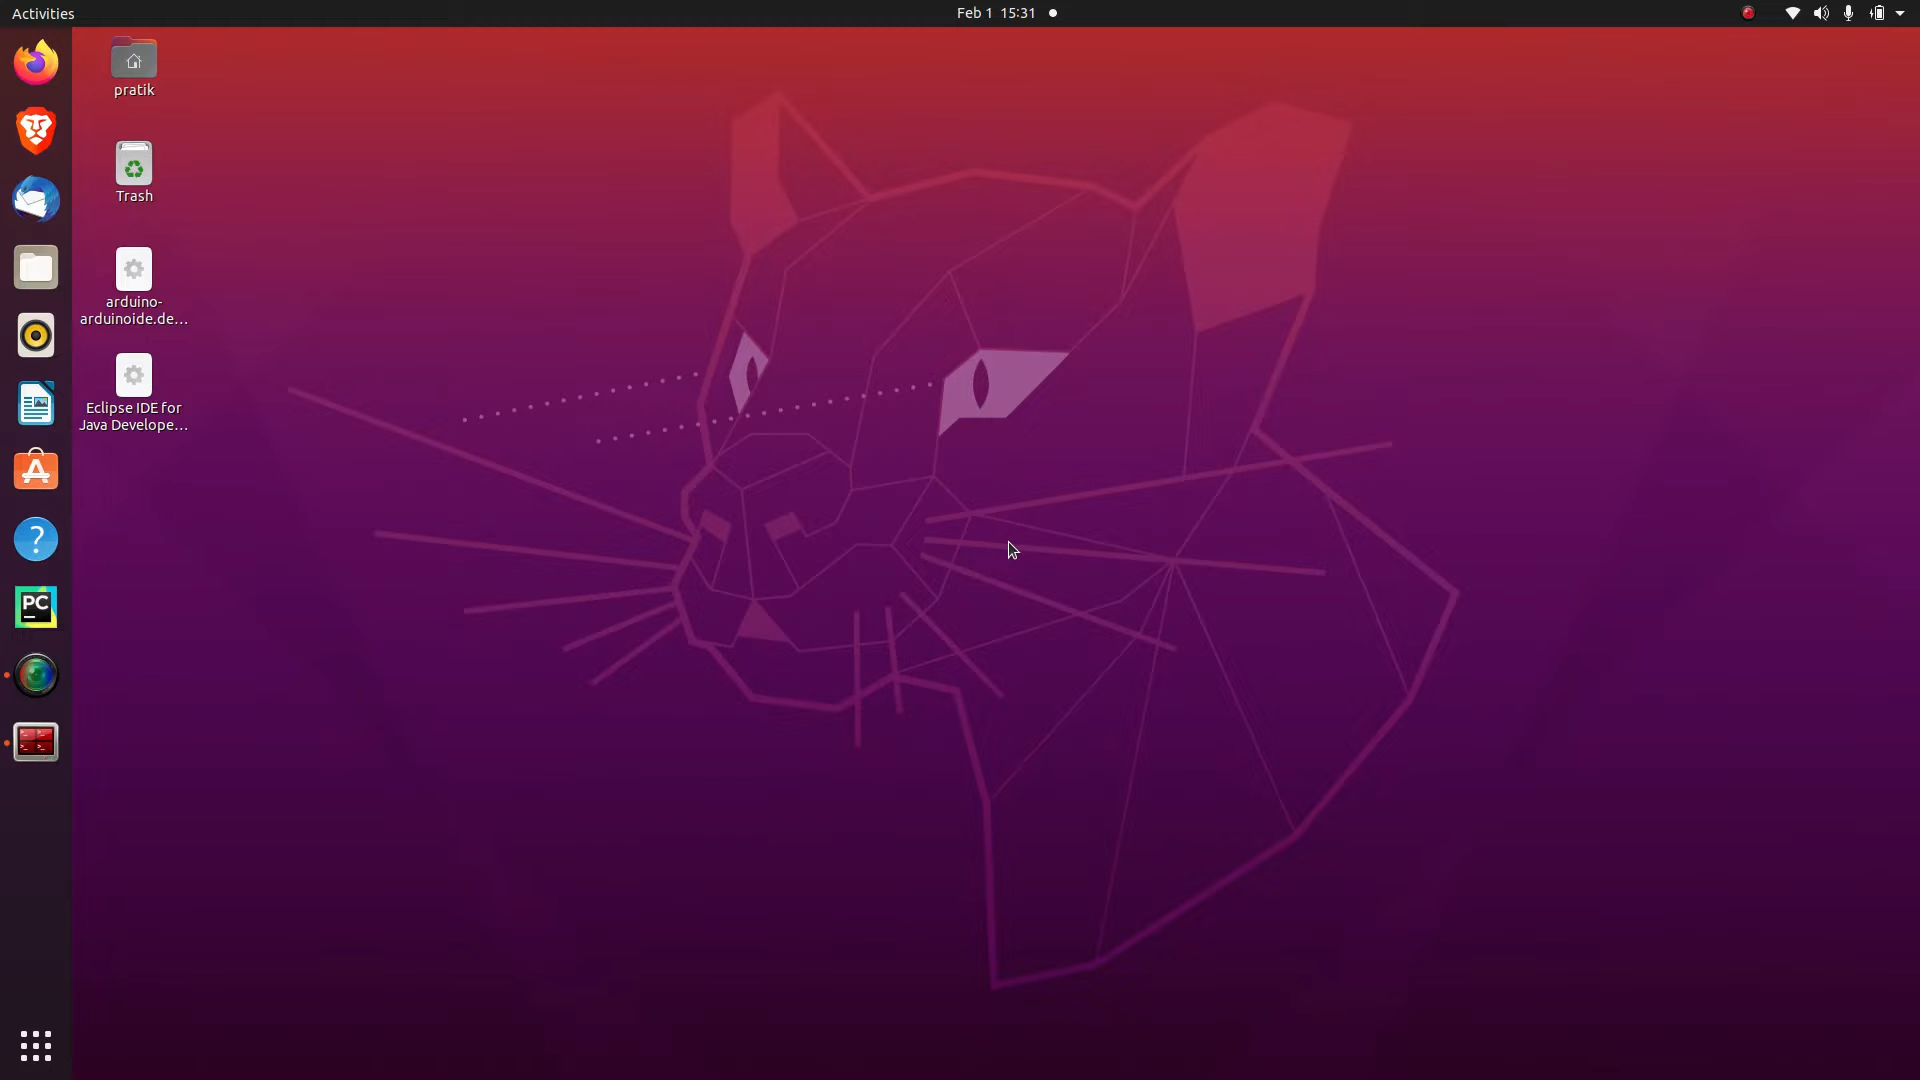 Activities
Feb 1 15:31
pratik
Trash
arduino-
arduinoide.de...
Eclipse IDE for
Java Develope...
?
PC